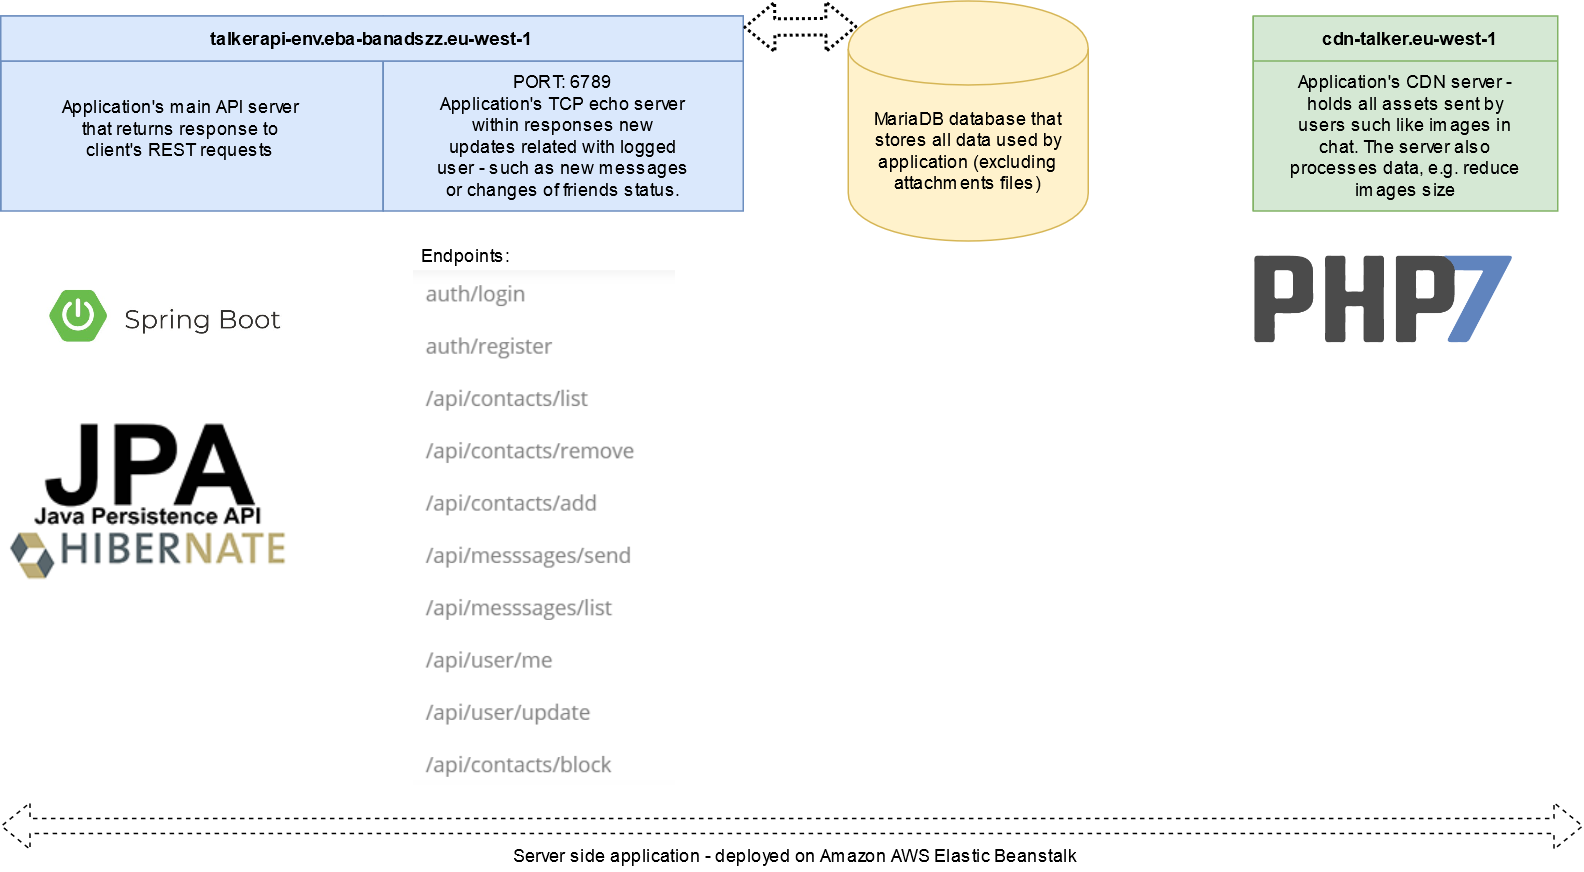 talkerapi-env.eba-banadszz.eu-west-1
Application's main API server
that returns response to
client's REST requests
PORT: 6789
Application's TCP echo server
within responses new
updates related with logged
user - such as new messages
or changes of friends status.
MariaDB database that
stores all data used by
application (excluding
attachments files)
cdn-talker.eu-west-1
Application's CDN server -
holds all assets sent by
users such like images in
chat. The server also
processes data, e.g. reduce
images size
Spring Boot
JPA
Java Persistence API
HIBERNATE
Endpoints:
auth/login
auth/register
/api/contacts/list
/api/contacts/remove
/api/contacts/add
/api/messsages/send
/api/messsages/list
/api/user/me
/api/user/update
/api/contacts/block
PHP7
Server side application - deployed on Amazon AWS Elastic Beanstalk